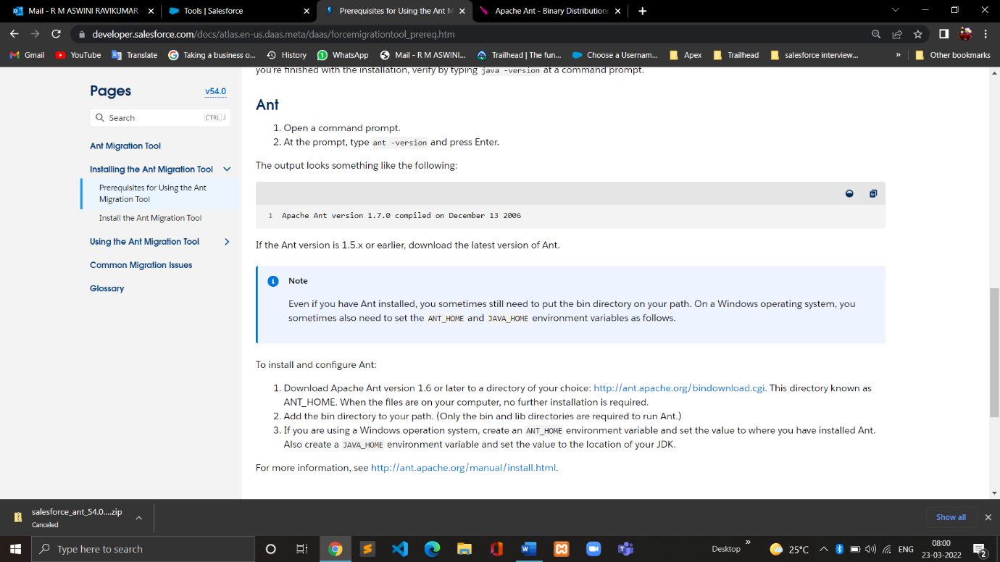 Mail - R M ASWINI RAVIKUMAR
Tools | Salesforce
Prerequisites for Using the Ant M
Apache Ant - Binary Distributions
developer.salesforce.com/docs/atlas.en-us.daas.meta/daas/forcemigrationtool_prereq.htm
Gmail
YouTube
Translate
Taking a business o...
History
WhatsApp
Mail - R M ASWINI...
Trailhead | The fun...
Choose a Usernam...
Apex
Trailhead
salesforce interview...
»
Other bookmarks
Pages
v54.0
Search
CTRL J
Ant Migration Tool
Installing the Ant Migration Tool
Prerequisites for Using the Ant
Migration Tool
Install the Ant Migration Tool
Using the Ant Migration Tool
Common Migration Issues
Glossary
you're finished with the installation, verify by typing java -version at a command prompt.
Ant
1. Open a command prompt.
2. At the prompt, type ant -version and press Enter.
The output looks something like the following:
1 Apache Ant version 1.7.0 compiled on December 13 2006
If the Ant version is 1.5.x or earlier, download the latest version of Ant.
Note
Even if you have Ant installed, you sometimes still need to put the bin directory on your path. On a Windows operating system, you
sometimes also need to set the ANT_HOME and JAVA_HOME environment variables as follows.
To install and configure Ant:
1. Download Apache Ant version 1.6 or later to a directory of your choice: http://ant.apache.org/bindownload.cgi. This directory known as
ANT_HOME. When the files are on your computer, no further installation is required.
2. Add the bin directory to your path. (Only the bin and lib directories are required to run Ant.)
3. If you are using a Windows operation system, create an ANT_HOME environment variable and set the value to where you have installed Ant.
Also create a JAVA_HOME environment variable and set the value to the location of your JDK.
For more information, see http://ant.apache.org/manual/install.html.
salesforce_ant_54.0....zip
Canceled
Show all
Type here to search
Desktop
»
25°C
ENG
08:00
23-03-2022
2